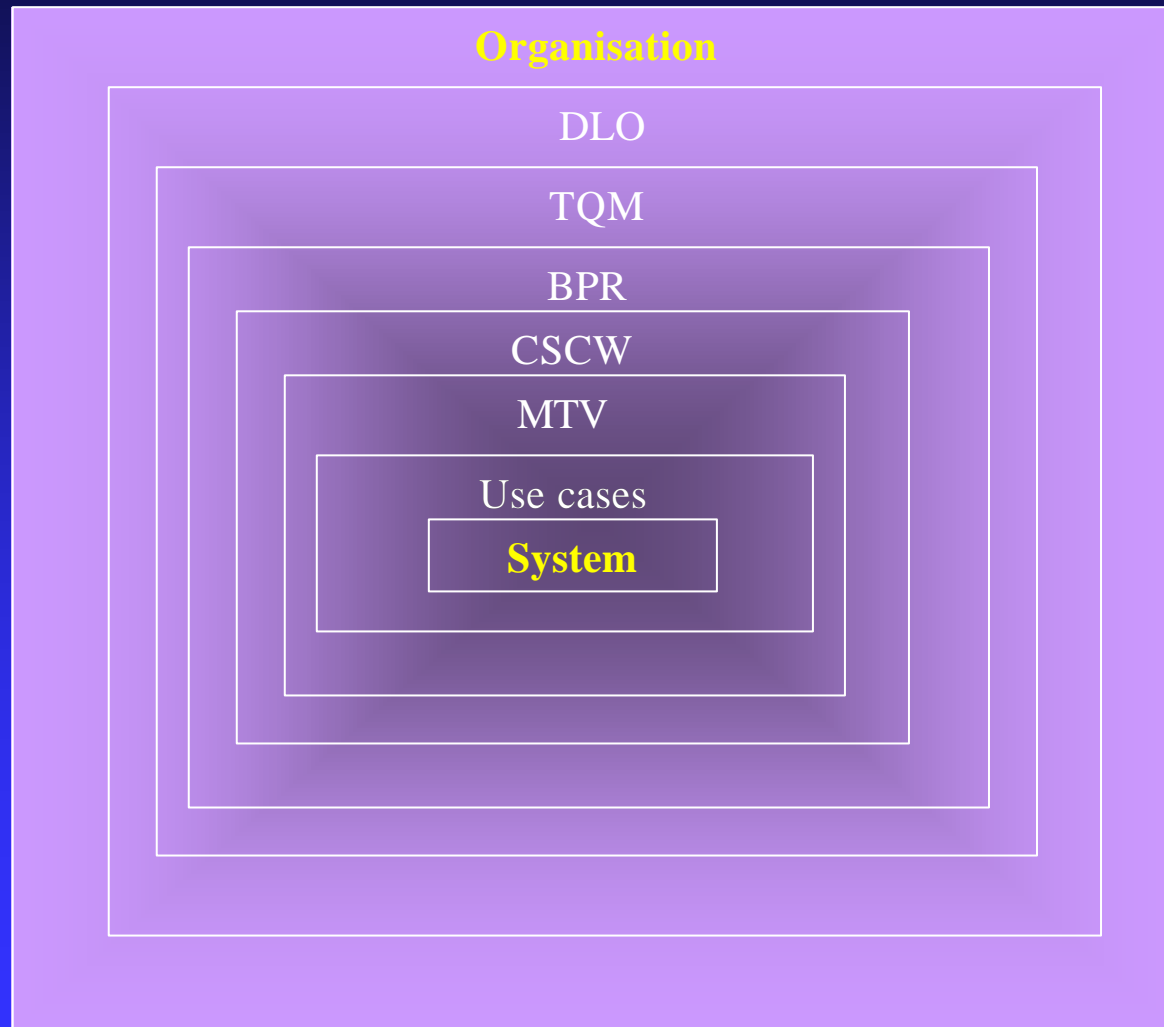 Organisation
DLO
TQM
BPR
CSCW
MTV
Use cases
System